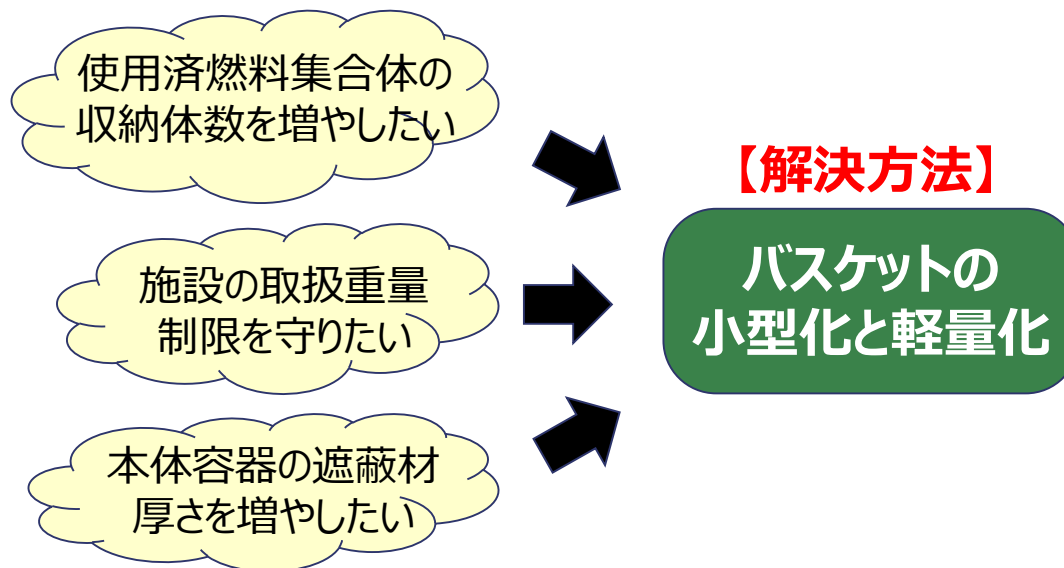 使用済燃料集合体の
収納体数を増やしたい
施設の取扱重量
制限を守りたい
本体容器の遮蔽材
厚さを増やしたい
【解決方法】
バスケットの
小型化と軽量化